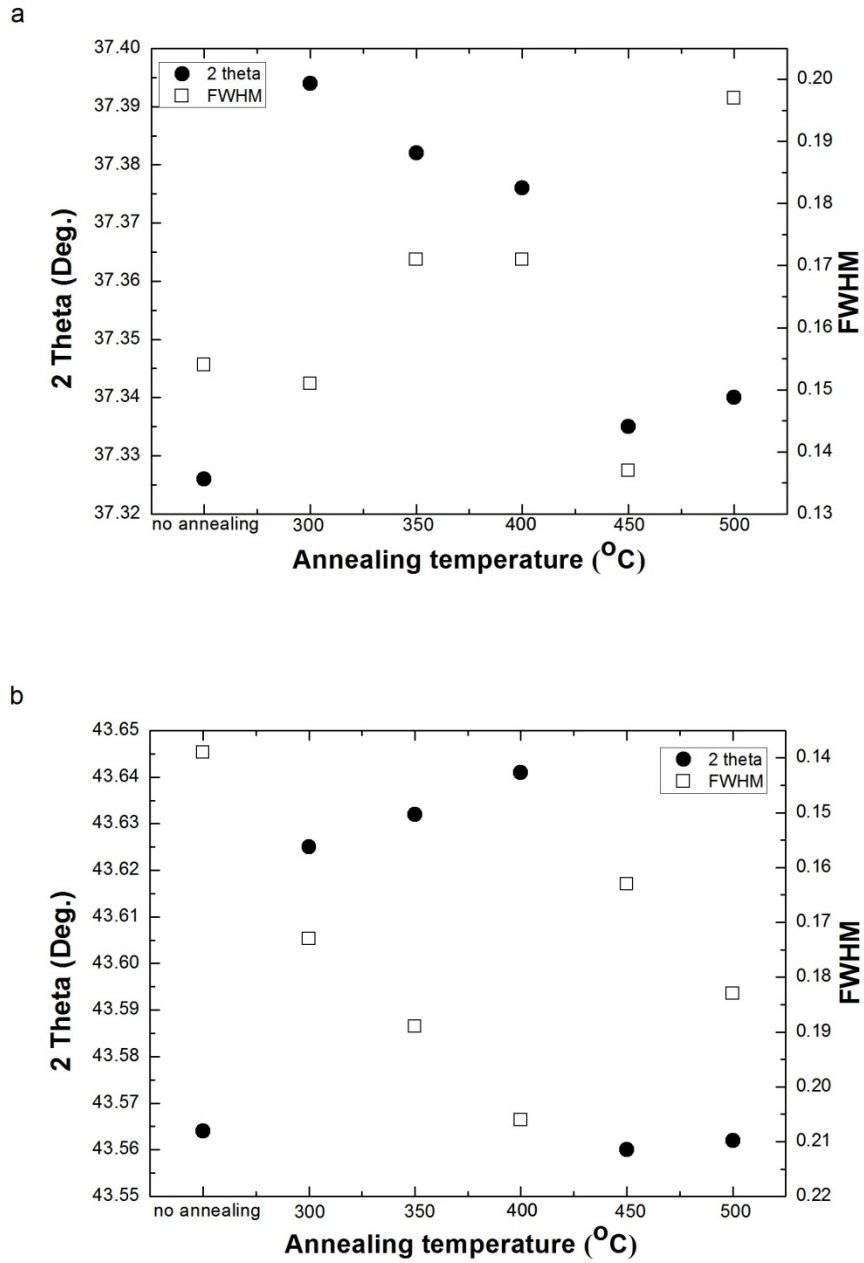 a
2 theta
FWHM
37.40
37.39
37.38
37.37
37.36
37.35
37.34
37.33
37.32
2 Theta (Deg.)
0.20
0.19
0.18
0.17
0.16
0.15
0.14
0.13
FWHM
no annealing 300 350 400 450 500
Annealing temperature (°C)
b
2 theta
FWHM
43.65
43.64
43.63
43.62
43.61
43.60
43.59
43.58
43.57
43.56
43.55
2 Theta (Deg.)
0.14
0.15
0.16
0.17
0.18
0.19
0.20
0.21
0.22
FWHM
no annealing 300 350 400 450 500
Annealing temperature (°C)